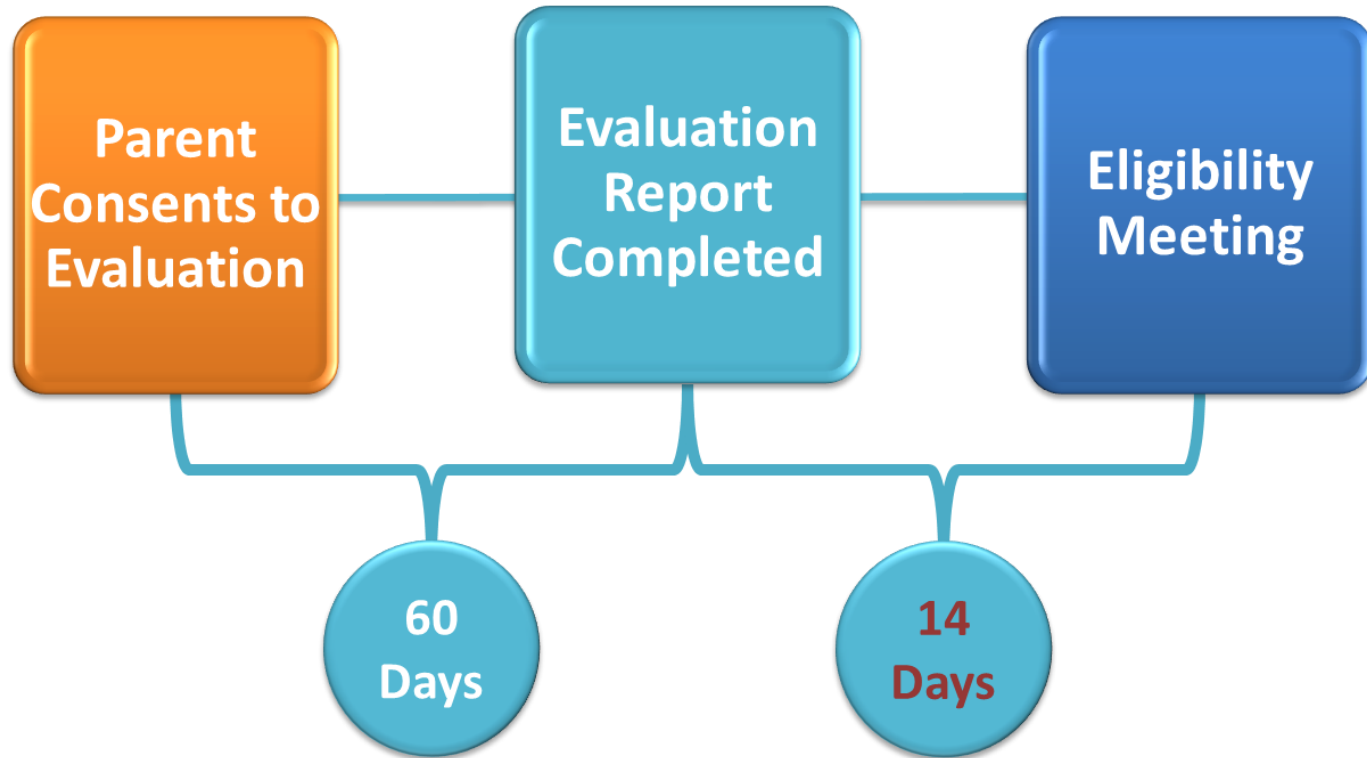 Parent
Consents to
Evaluation
Evaluation
Report
Completed
Eligibility
Meeting
60
Days
14
Days